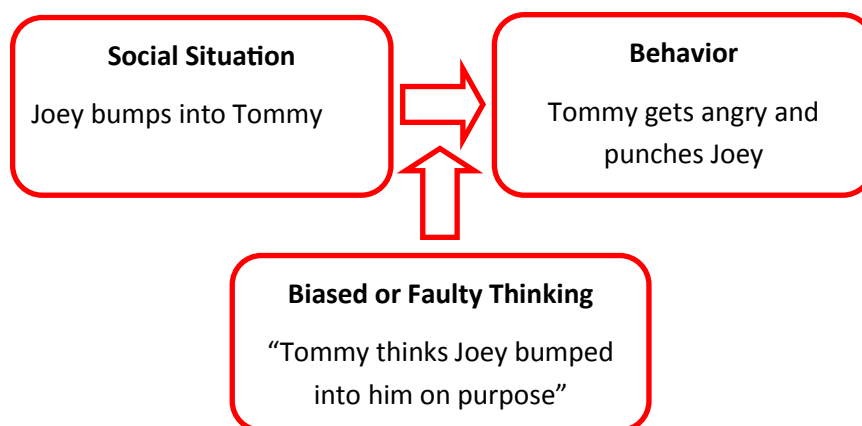 Social Situation
Joey bumps into Tommy
Behavior
Tommy gets angry and
punches Joey
Biased or Faulty Thinking
“Tommy thinks Joey bumped
into him on purpose”